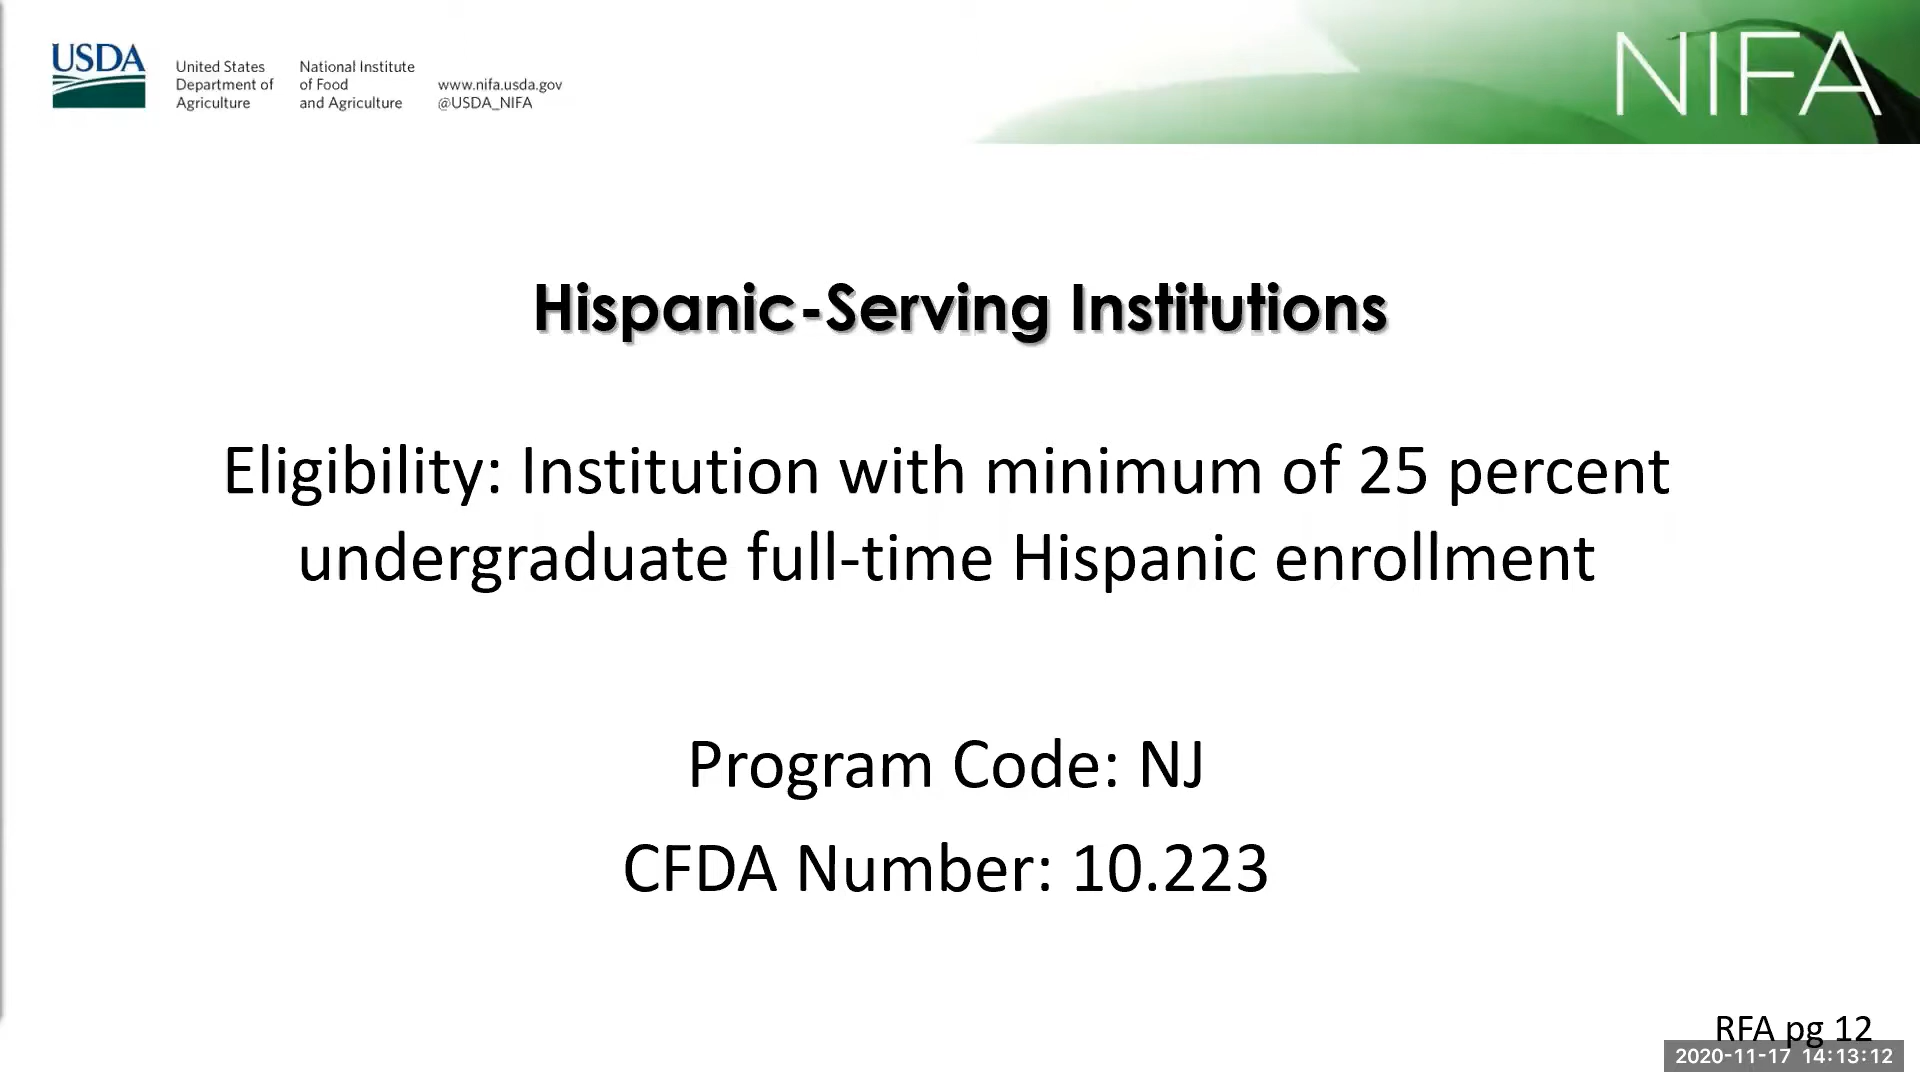 USDA
United States
Department of
Agriculture
National Institute
of Food
and Agriculture
www.nifa.usda.gov
@USDA_NIFA
NIFA
Hispanic-Serving Institutions
Eligibility: Institution with minimum of 25 percent
undergraduate full-time Hispanic enrollment
Program Code: NJ
CFDA Number: 10.223
RFA pg 12
2020-11-17 14:13:12